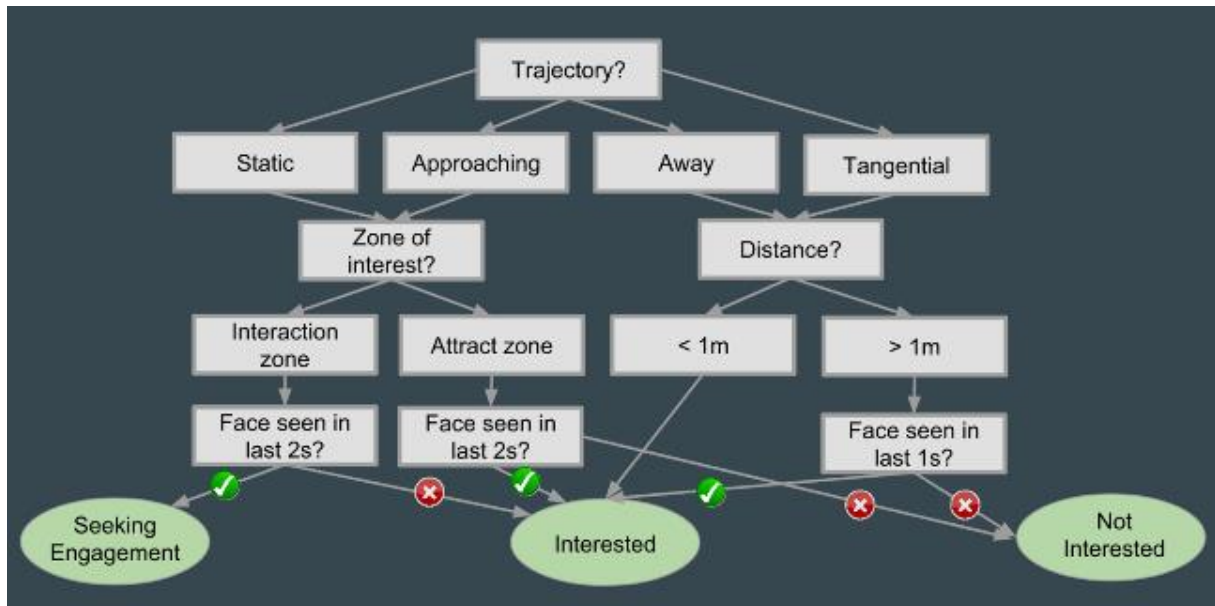 Trajectory?
Static
Approaching
Away
Tangential
Zone of
interest?
Distance?
Interaction
zone
Attract zone
< 1m
> 1m
Face seen in
last 2s?
Face seen in
last 2s?
Face seen in
last 1s?
Seeking
Engagement
Interested
Not
Interested